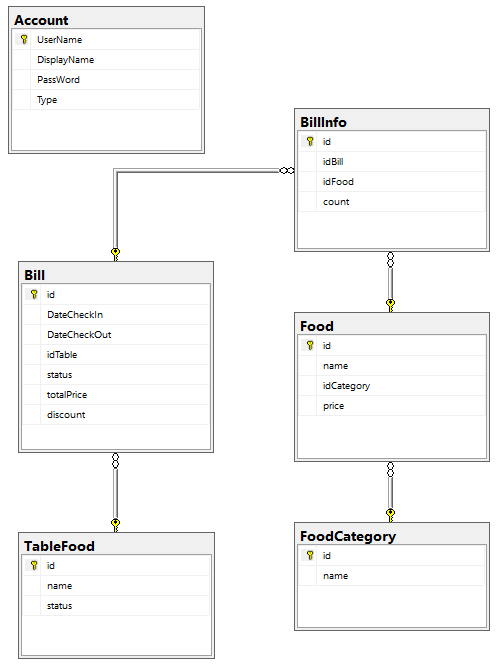 Account
UserName
DisplayName
PassWord
Type
BillInfo
id
idBill
idFood
count
Bill
id
DateCheckIn
DateCheckOut
idTable
status
totalPrice
discount
Food
id
name
idCategory
price
TableFood
id
name
status
FoodCategory
id
name